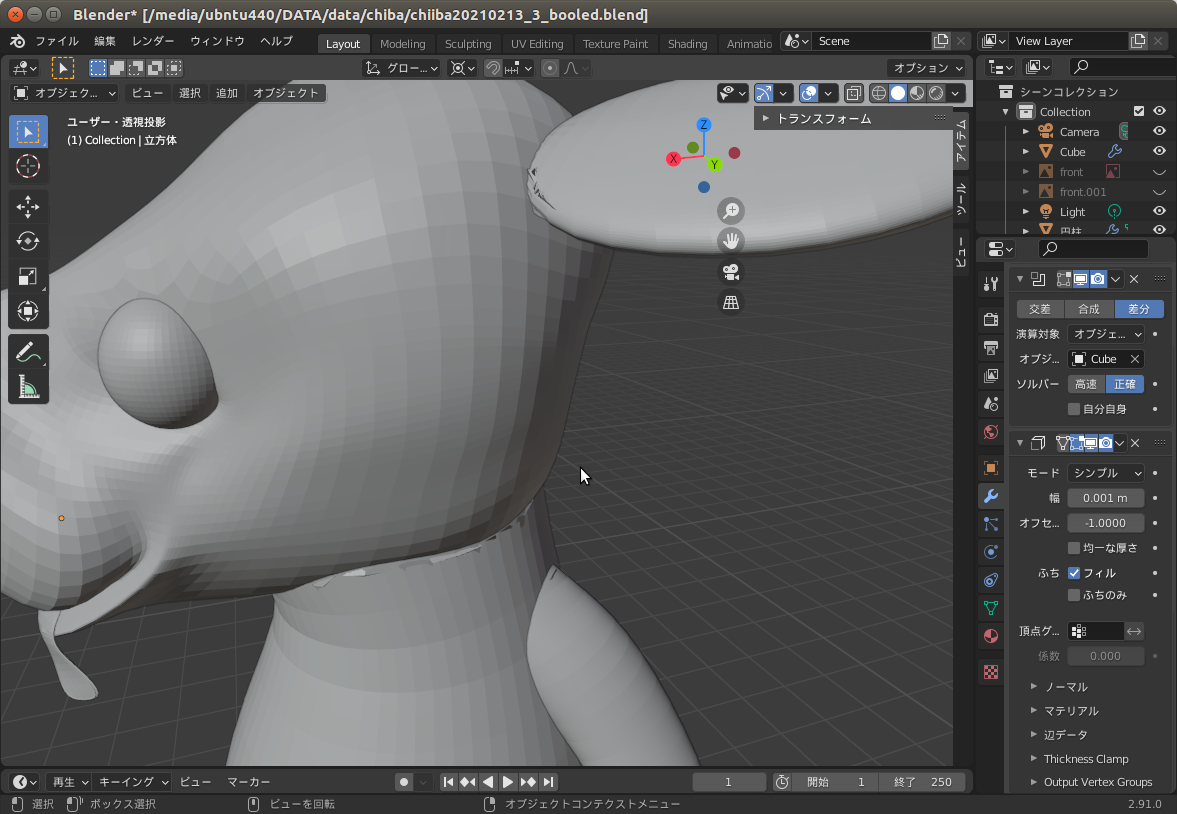 Blender* [/media/ubntu440/DATA/data/chiba/chiiba20210213_3_booled.blend]
ファイル 編集 レンダー ウィンドウ ヘルプ Layout Modeling Sculpting UV Editing Texture Paint Shading Animatio Scene View Layer
グロー... オプション
オブジェク... ビュー 選択 追加 オブジェクト
ユーザー・透視投影
(1) Collection | 立方体
トランスフォーム
X Y Z
アイテム
ツール
ビュー
シーンコレクション
Collection
Camera
Cube
front
front.001
Light
円柱
交差 合成 差分
演算対象 オブジェ...
オブジ... Cube
ソルバー 高速 正確
自分自身
モード シンプル
幅 0.001 m
オフセ... -1.0000
均一な厚さ
ふち フィル
ふちのみ
頂点グ...
係数 0.000
ノーマル
マテリアル
辺データ
Thickness Clamp
Output Vertex Groups
再生 キーイング ビュー マーカー 1 開始 1 終了 250
選択 ボックス選択 ビューを回転 オブジェクトコンテクストメニュー 2.91.0